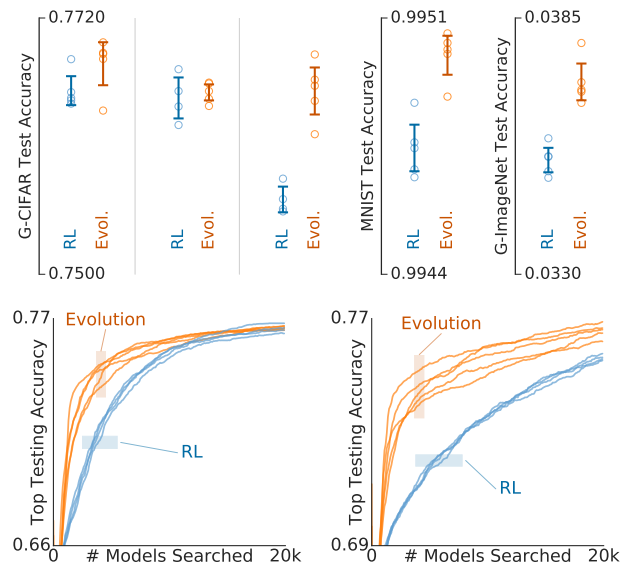 0.7720
G-CIFAR Test Accuracy
RL
Evol.
RL
Evol.
RL
Evol.
0.7500
0.9951
MNIST Test Accuracy
RL
Evol.
0.9944
0.0385
G-ImageNet Test Accuracy
RL
Evol.
0.0330
0.77
Evolution
Top Testing Accuracy
RL
0.66
0
# Models Searched
20k
0.77
Evolution
Top Testing Accuracy
RL
0.69
0
# Models Searched
20k